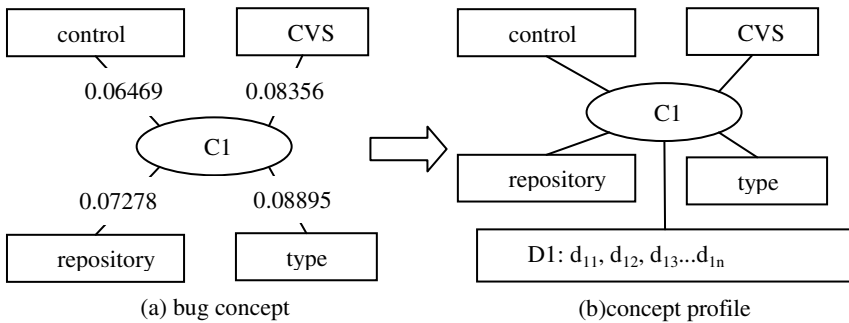 control
CVS
0.06469
0.08356
C1
0.07278
0.08895
repository
type
(a) bug concept
control
CVS
C1
repository
type
D1: d₁₁, d₁₂, d₁₃...d₁ₙ
(b)concept profile